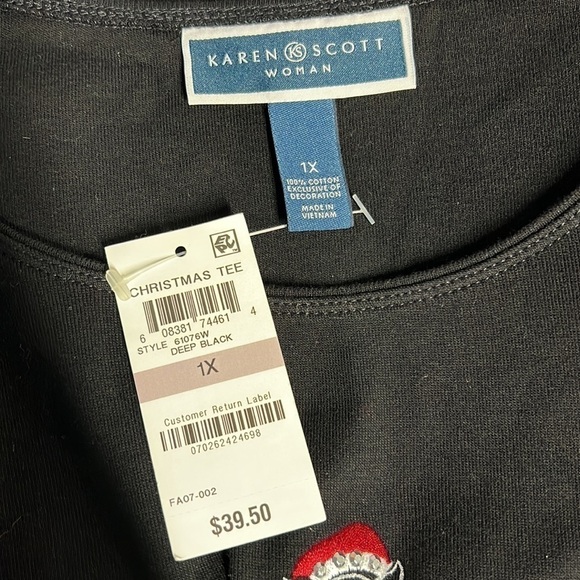 KAREN KS SCOTT
WOMAN
1X
100% COTTON
EXCLUSIVE OF
DECORATION
MADE IN
VIETNAM
CHRISTMAS TEE
6 08381 74461 4
STYLE 61076W
DEEP BLACK
1X
Customer Return Label
070262424698
FA07-002
$39.50